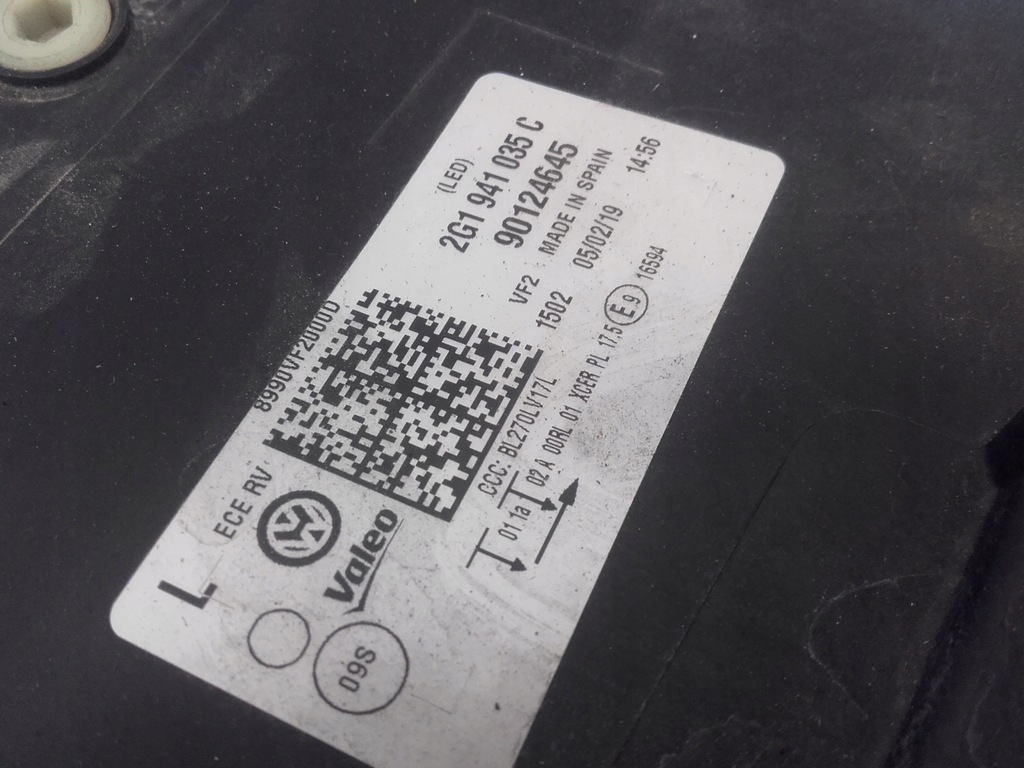 (LED)
2G1 941 035 C
90124645
VF2 MADE IN SPAIN
1502 05/02/19 14:56
8990VF20000D
CCC: BL270LV17L
02 A 00RL 01 XCER PL 17.5 E9 16594
01 1a
L ECE RV
Valeo
09S